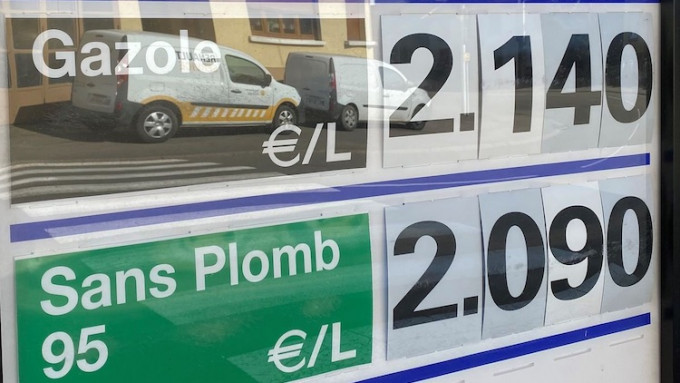 Gazole
€/L
2.140
Sans Plomb
95
€/L
2.090